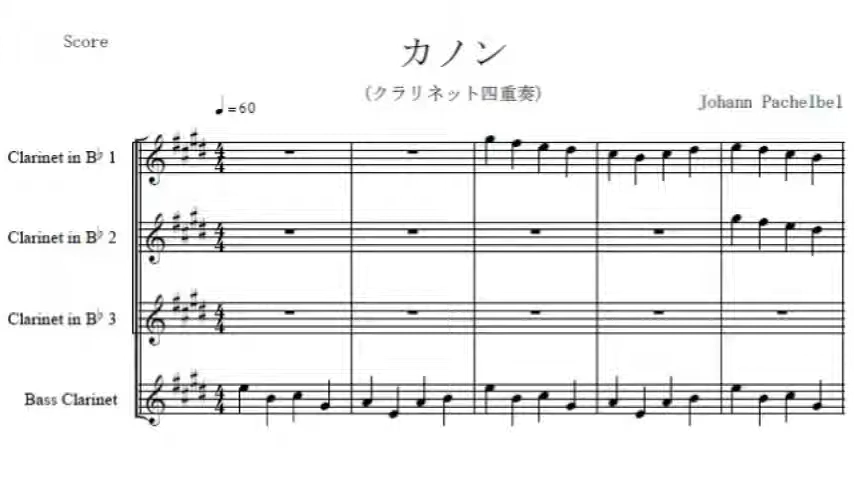 Score
カノン
(クラリネット四重奏)
♩=60
Johann Pachelbel
Clarinet in B♭ 1
Clarinet in B♭ 2
Clarinet in B♭ 3
Bass Clarinet